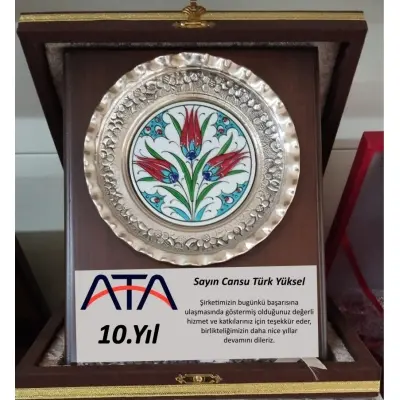 ATA
10.Yıl
Sayın Cansu Türk Yüksel
Şirketimizin bugünkü başarısına
ulaşmasında göstermiş olduğunuz değerli
hizmet ve katkılarınız için teşekkür eder,
birlikteliğimizin daha nice yıllar
devamını dileriz.